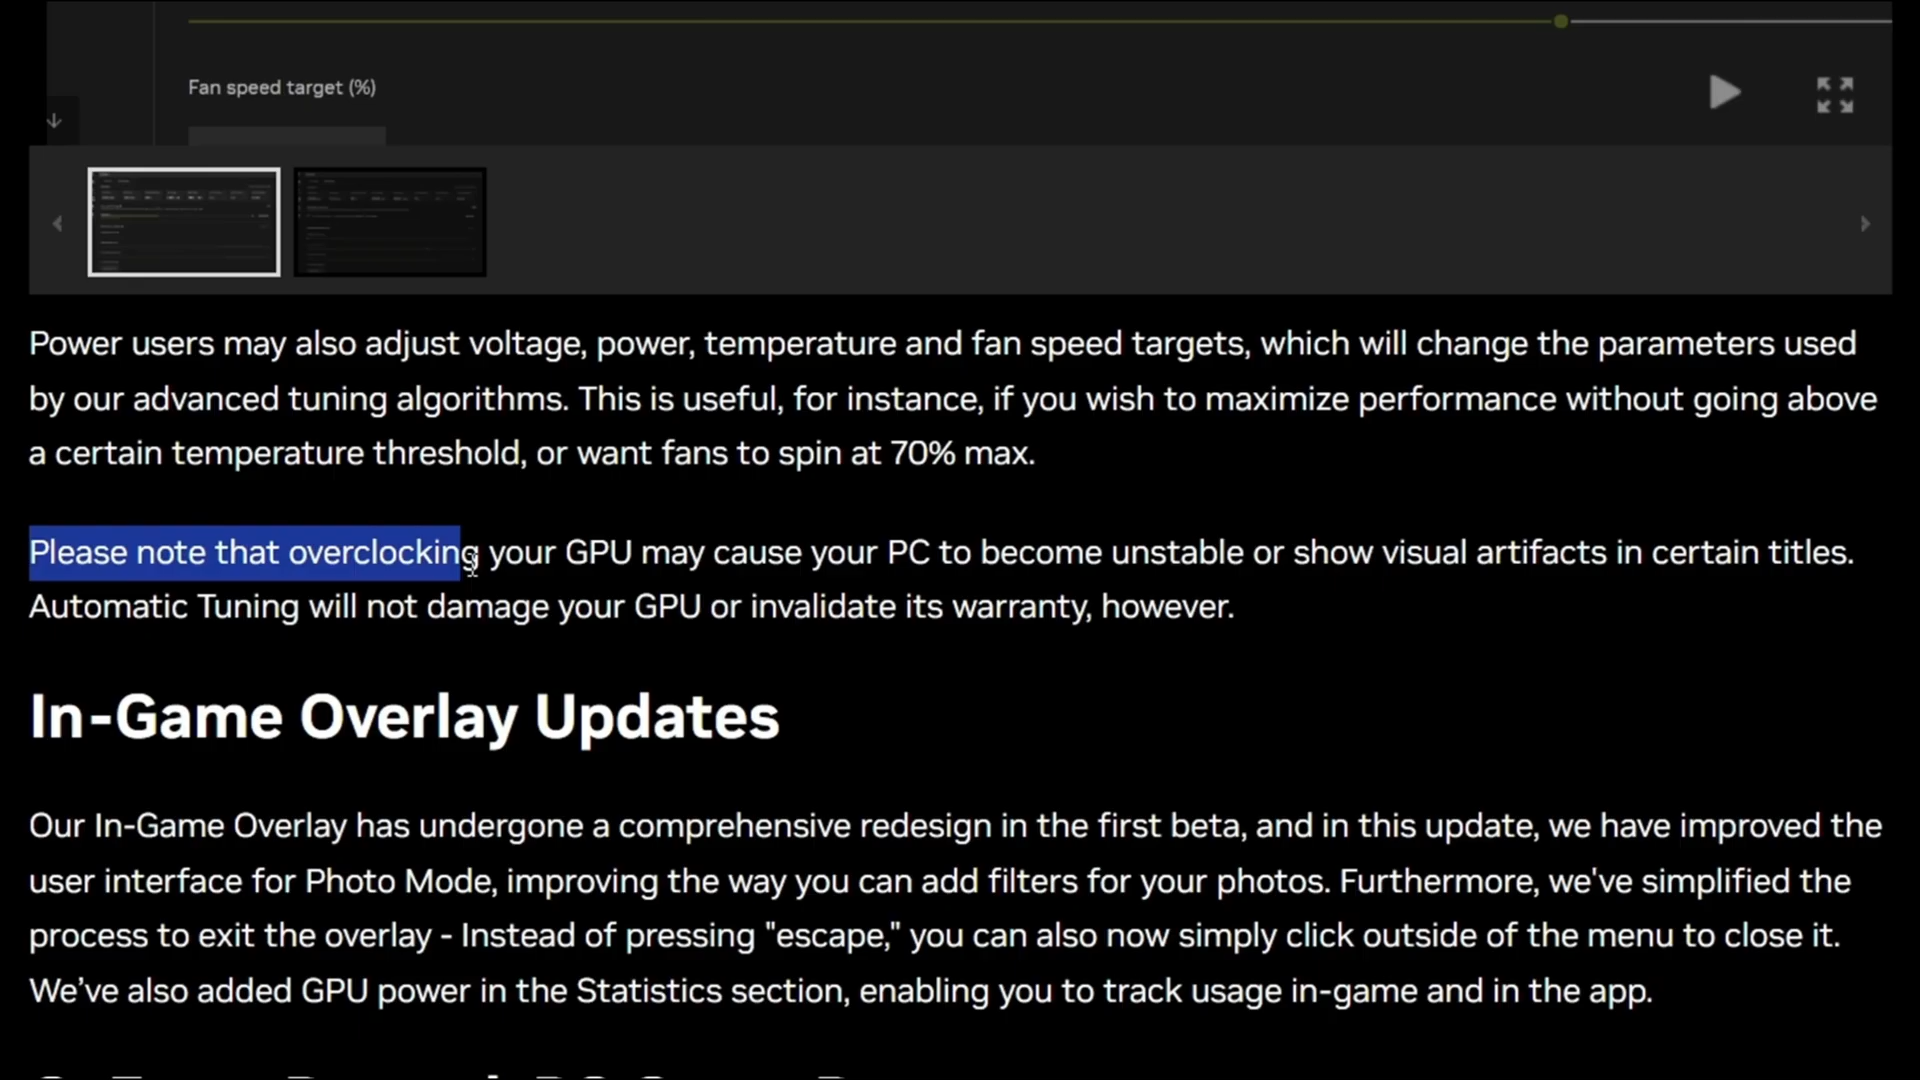 Fan speed target (%)
Power users may also adjust voltage, power, temperature and fan speed targets, which will change the parameters used
by our advanced tuning algorithms. This is useful, for instance, if you wish to maximize performance without going above
a certain temperature threshold, or want fans to spin at 70% max.
Please note that overclocking your GPU may cause your PC to become unstable or show visual artifacts in certain titles.
Automatic Tuning will not damage your GPU or invalidate its warranty, however.
In-Game Overlay Updates
Our In-Game Overlay has undergone a comprehensive redesign in the first beta, and in this update, we have improved the
user interface for Photo Mode, improving the way you can add filters for your photos. Furthermore, we've simplified the
process to exit the overlay - Instead of pressing "escape," you can also now simply click outside of the menu to close it.
We’ve also added GPU power in the Statistics section, enabling you to track usage in-game and in the app.